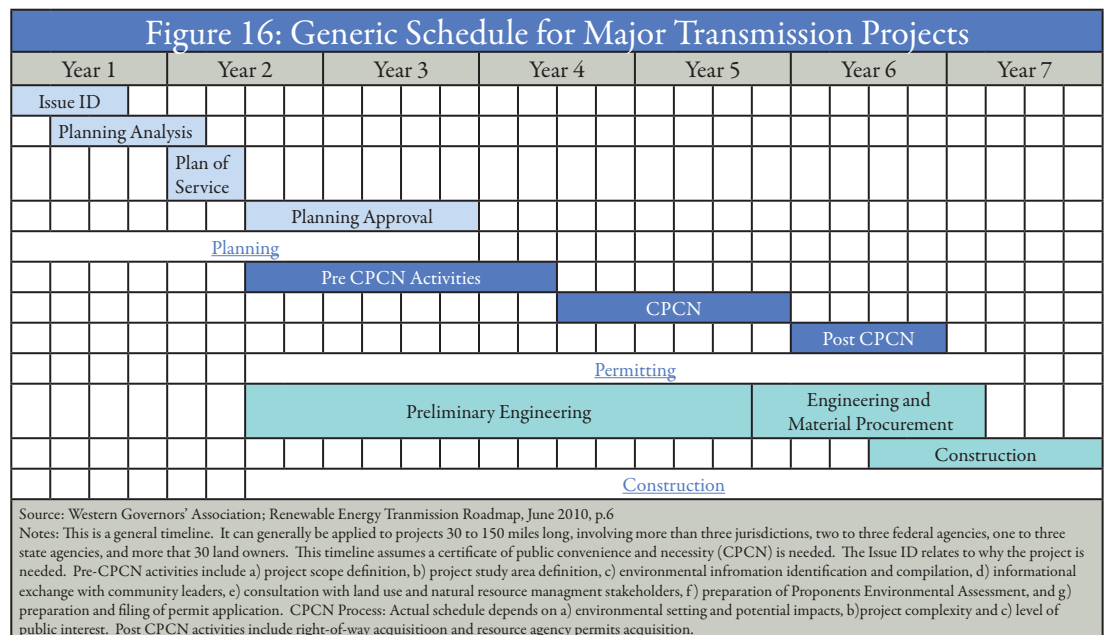 Figure 16: Generic Schedule for Major Transmission Projects
Year 1 Year 2 Year 3 Year 4 Year 5 Year 6 Year 7
Issue ID
Planning Analysis
Plan of
Service
Planning Approval
Planning
Pre CPCN Activities
CPCN
Post CPCN
Permitting
Preliminary Engineering
Engineering and
Material Procurement
Construction
Construction
Source: Western Governors' Association; Renewable Energy Tranmission Roadmap, June 2010, p.6
Notes: This is a general timeline. It can generally be applied to projects 30 to 150 miles long, involving more than three jurisdictions, two to three federal agencies, one to three
state agencies, and more that 30 land owners. This timeline assumes a certificate of public convenience and necessity (CPCN) is needed. The Issue ID relates to why the project is
needed. Pre-CPCN activities include a) project scope definition, b) project study area definition, c) environmental infromation identification and compilation, d) informational
exchange with community leaders, e) consultation with land use and natural resource managment stakeholders, f ) preparation of Proponents Environmental Assessment, and g)
preparation and filing of permit application. CPCN Process: Actual schedule depends on a) environmental setting and potential impacts, b)project complexity and c) level of
public interest. Post CPCN activities include right-of-way acquisitioon and resource agency permits acquisition.